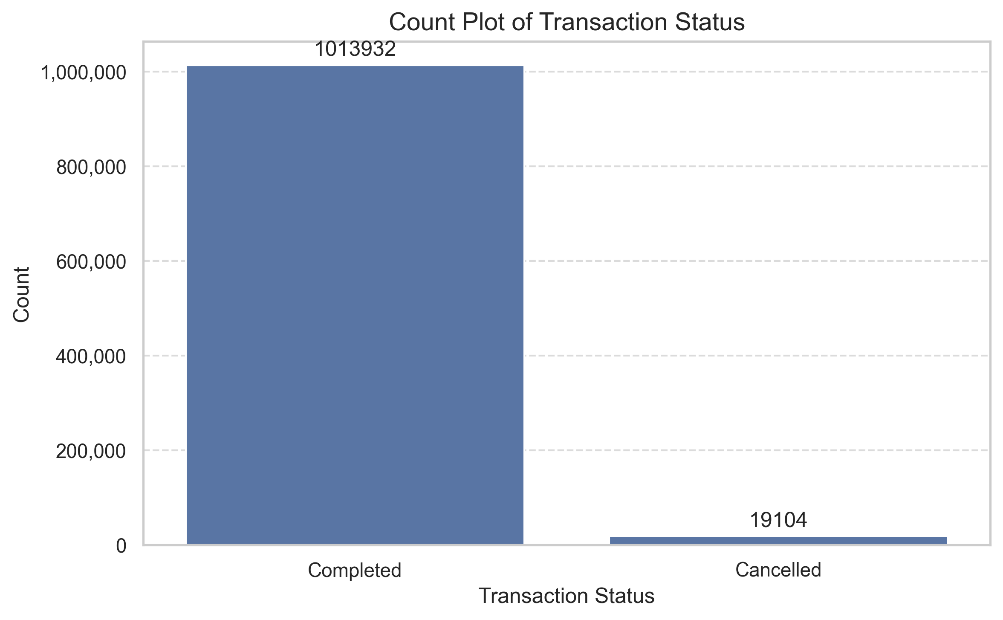 Count Plot of Transaction Status
1013932
1,000,000
800,000
600,000
400,000
200,000
0
19104
Count
Completed
Cancelled
Transaction Status